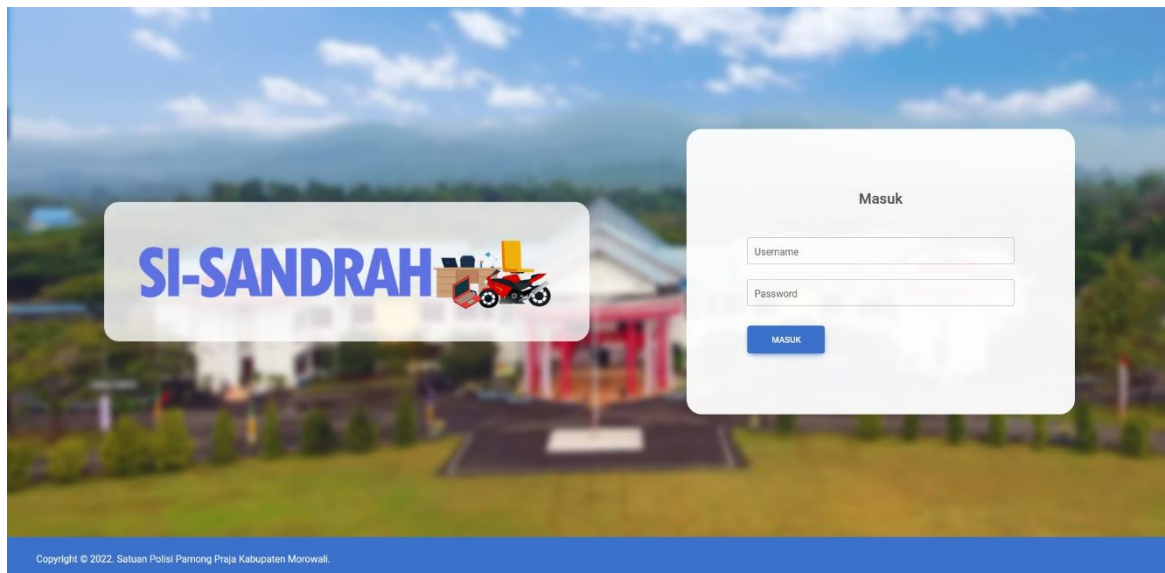 SI-SANDRAH
Masuk
Username
Password
MASUK
Copyright © 2022. Satuan Polisi Pamong Praja Kabupaten Morowali.